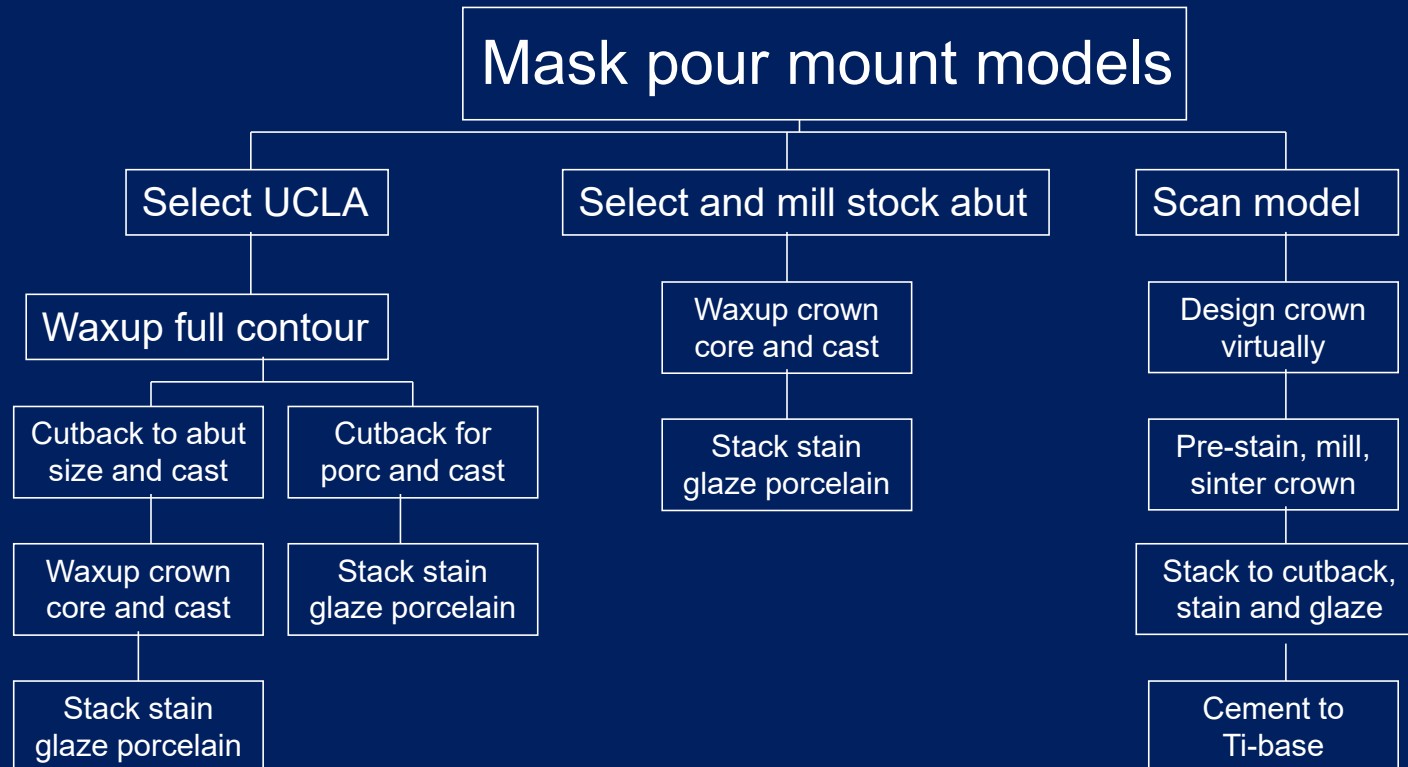 Mask pour mount models
Select UCLA
Select and mill stock abut
Scan model
Waxup full contour
Waxup crown
core and cast
Design crown
virtually
Cutback to abut
size and cast
Cutback for
porc and cast
Stack stain
glaze porcelain
Pre-stain, mill,
sinter crown
Waxup crown
core and cast
Stack stain
glaze porcelain
Stack to cutback,
stain and glaze
Stack stain
glaze porcelain
Cement to
Ti-base